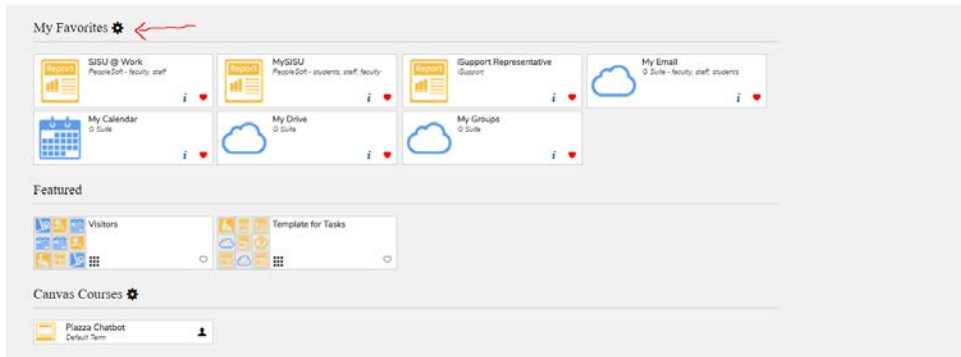 My Favorites
Report
SJSU @ Work
PeopleSoft - faculty, staff
i
Report
MySJSU
PeopleSoft - students, staff, faculty
i
Report
iSupport Representative
iSupport
i
My Email
G Suite - faculty, staff, students
i
My Calendar
G Suite
i
My Drive
G Suite
i
My Groups
G Suite
i
Featured
Visitors
Template for Tasks
Canvas Courses
Piazza Chatbot
Default Term